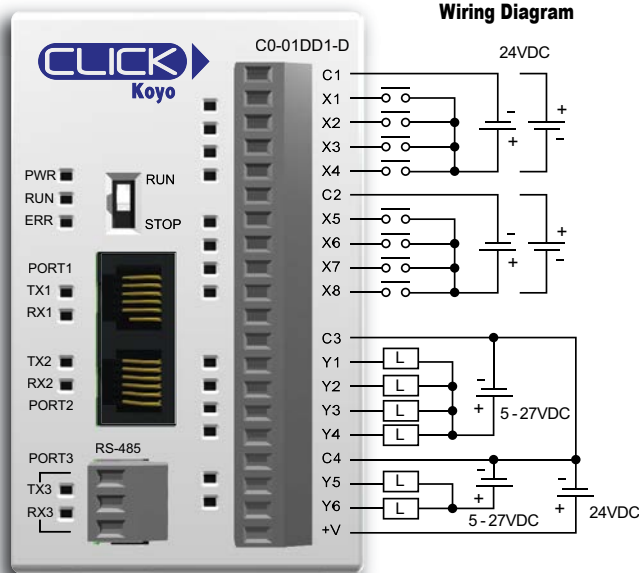 Wiring Diagram
CLICK
Koyo
C0-01DD1-D
24VDC
C1
X1
X2
X3
X4
C2
X5
X6
X7
X8
- +
+ -
- +
+ -
PWR
RUN
ERR
RUN
STOP
PORT1
TX1
RX1
TX2
RX2
PORT2
PORT3
RS-485
TX3
RX3
C3
Y1 L
Y2 L
Y3 L
Y4 L
- +
5-27VDC
C4
Y5 L
Y6 L
+V
- +
5-27VDC
- +
24VDC